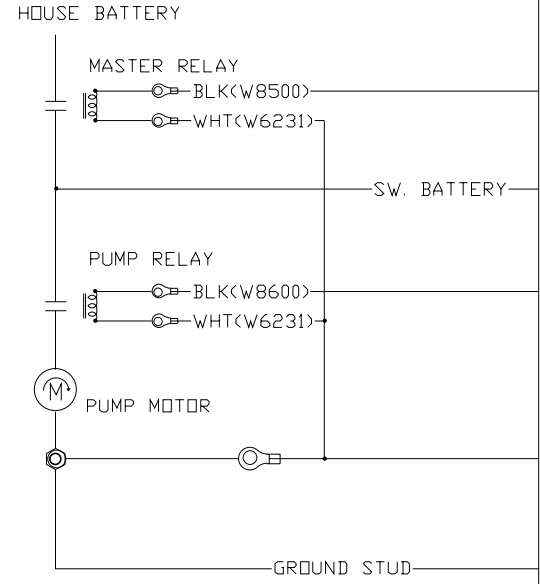 HOUSE BATTERY
MASTER RELAY
BLK(W8500)
WHT(W6231)
SW. BATTERY
PUMP RELAY
BLK(W8600)
WHT(W6231)
M
PUMP MOTOR
GROUND STUD